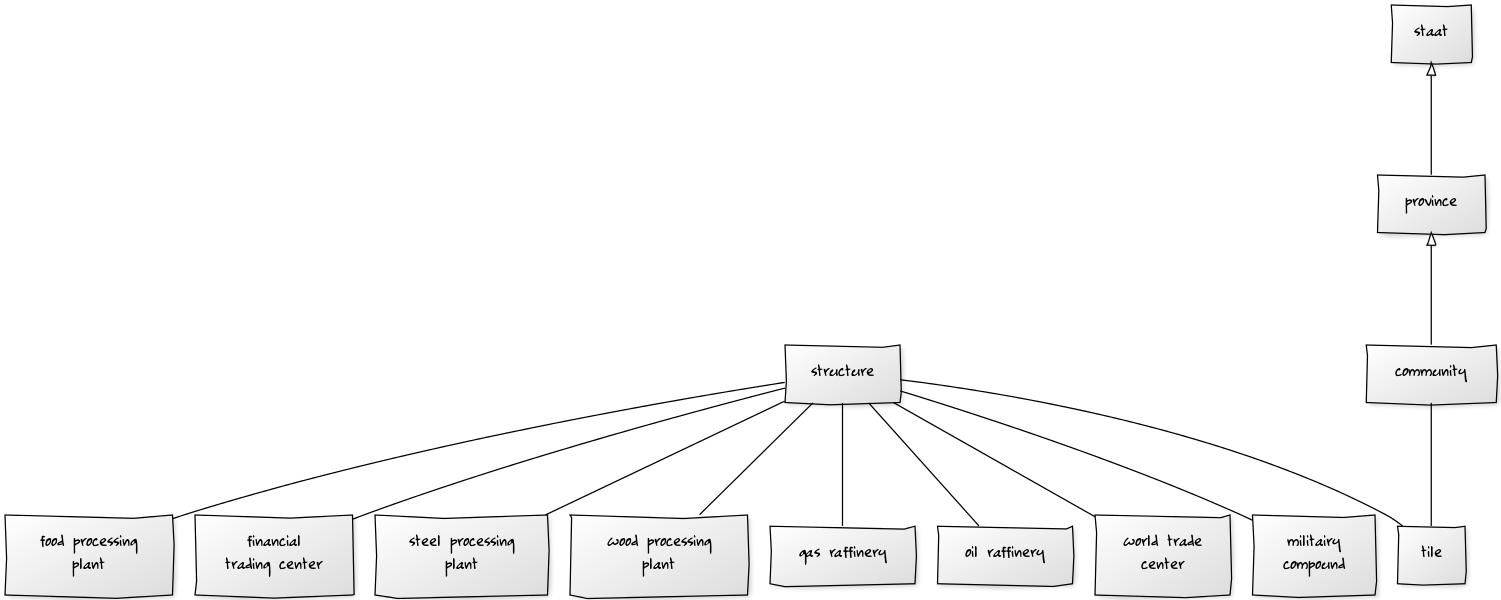 staat
province
structure
community
food processing
plant
financial
trading center
steel processing
plant
wood processing
plant
gas raffinery
oil raffinery
world trade
center
militairy
compound
tile